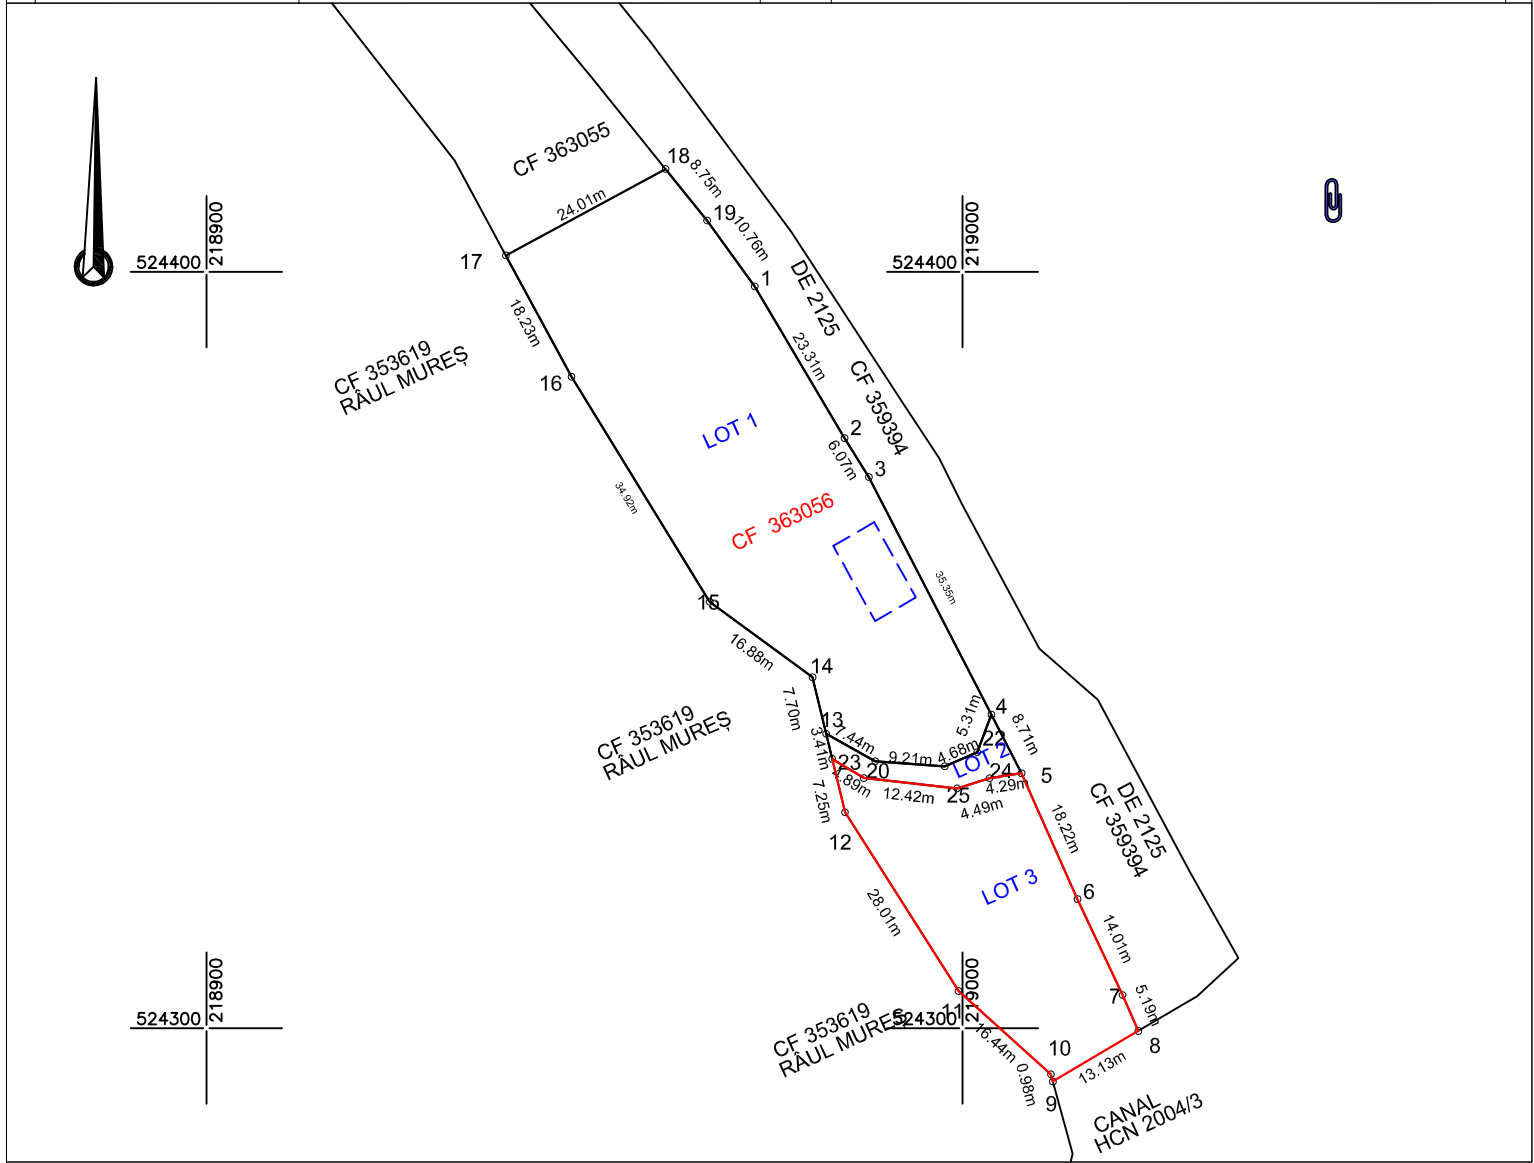 CF 363055
18
8.75m
24.01m
19
10.76m
218900
524400
219000
524400
17
1
DE 2125
18.23m
23.31m
CF 353619
RÂUL MUREȘ
16
CF 359394
LOT 1
2
6.07m
3
34.92m
CF 363056
35.35m
15
16.88m
14
7.70m
4
5.31m
8.71m
CF 353619
RÂUL MUREȘ
13
7.44m
3.41m
9.21m
4.68m
22
LOT 2
23
20
24
5
4.89m
12.42m
25
4.29m
4.49m
7.25m
12
18.22m
DE 2125
CF 359394
LOT 3
6
28.01m
14.01m
218900
524300
219000
524300
7
5.19m
11
CF 353619
RÂUL MUREȘ
16.44m
10
8
0.98m
13.13m
9
CANAL
HCN 2004/3